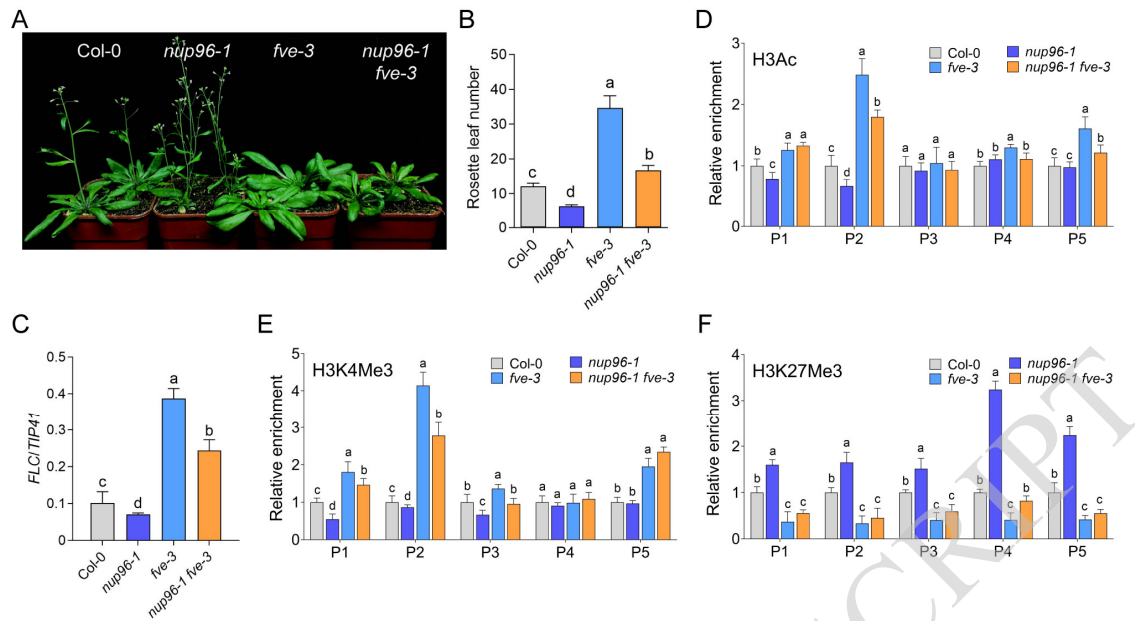 A
Col-0 nup96-1 fve-3 nup96-1
fve-3
B
Rosette leaf number
50
40
30
20
10
0
c
d
a
b
Col-0
nup96-1
fve-3
nup96-1 fve-3
C
FLC/TIP41
0.5
0.4
0.3
0.2
0.1
0
c
d
a
b
Col-0
nup96-1
fve-3
nup96-1 fve-3
D
H3Ac
Col-0 nup96-1
fve-3 nup96-1 fve-3
Relative enrichment
3
2
1
0
b c a a
c d a b
a a a a
b b a b
c c a b
P1 P2 P3 P4 P5
E
H3K4Me3
Col-0 nup96-1
fve-3 nup96-1 fve-3
Relative enrichment
5
4
3
2
1
0
c d a b
c d a b
b c a b
a a a a
b b a a
P1 P2 P3 P4 P5
F
H3K27Me3
Col-0 nup96-1
fve-3 nup96-1 fve-3
Relative enrichment
4
3
2
1
0
b a c c
b a c c
b a c c
b a c b
b a c c
P1 P2 P3 P4 P5